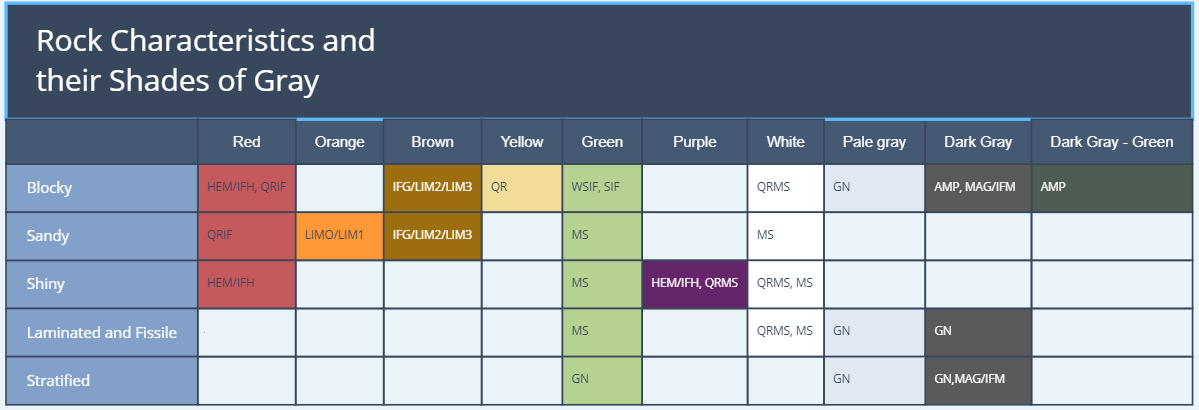 Rock Characteristics and
their Shades of Gray
Red Orange Brown Yellow Green Purple White Pale gray Dark Gray Dark Gray - Green
Blocky HEM/IFH, QRIF IFG/LIM2/LIM3 QR WSIF, SIF QRMS GN AMP, MAG/IFM AMP
Sandy QRIF LIMO/LIM1 IFG/LIM2/LIM3 MS MS
Shiny HEM/IFH MS HEM/IFH, QRMS QRMS, MS
Laminated and Fissile MS QRMS, MS GN GN
Stratified GN GN GN,MAG/IFM